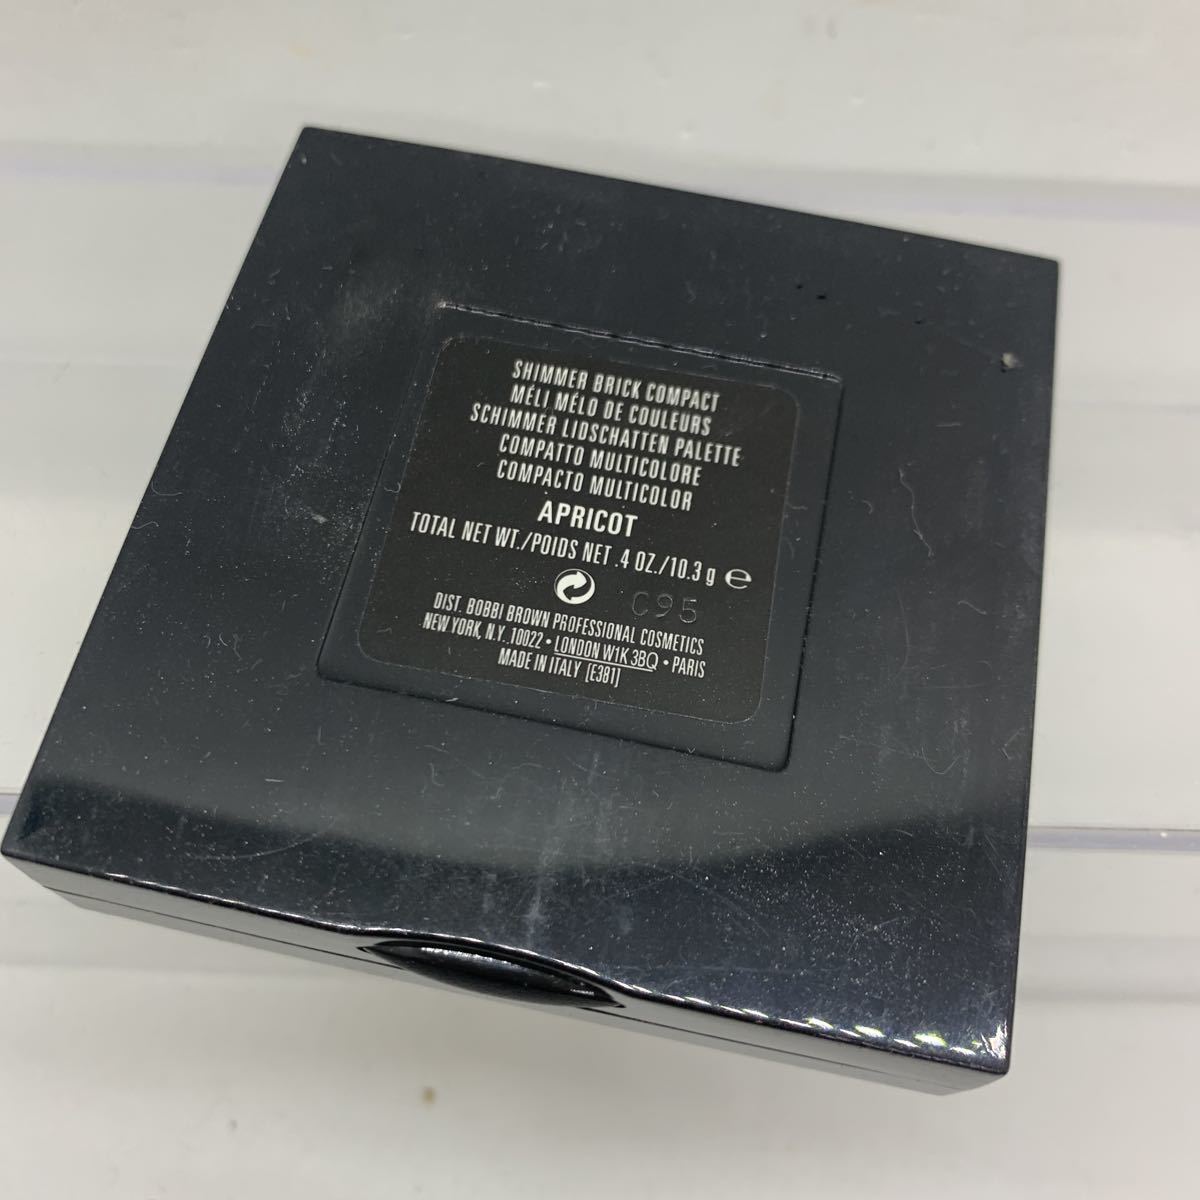 SHIMMER BRICK COMPACT
MÉLI MÉLO DE COULEURS
SCHIMMER LIDSCHATTEN PALETTE
COMPATTO MULTICOLORE
COMPACTO MULTICOLOR
APRICOT
TOTAL NET WT./POIDS NET .4 OZ./10.3 g ℮
C95
DIST. BOBBI BROWN PROFESSIONAL COSMETICS
NEW YORK, N.Y. 10022 • LONDON W1K 3BQ • PARIS
MADE IN ITALY [E381]